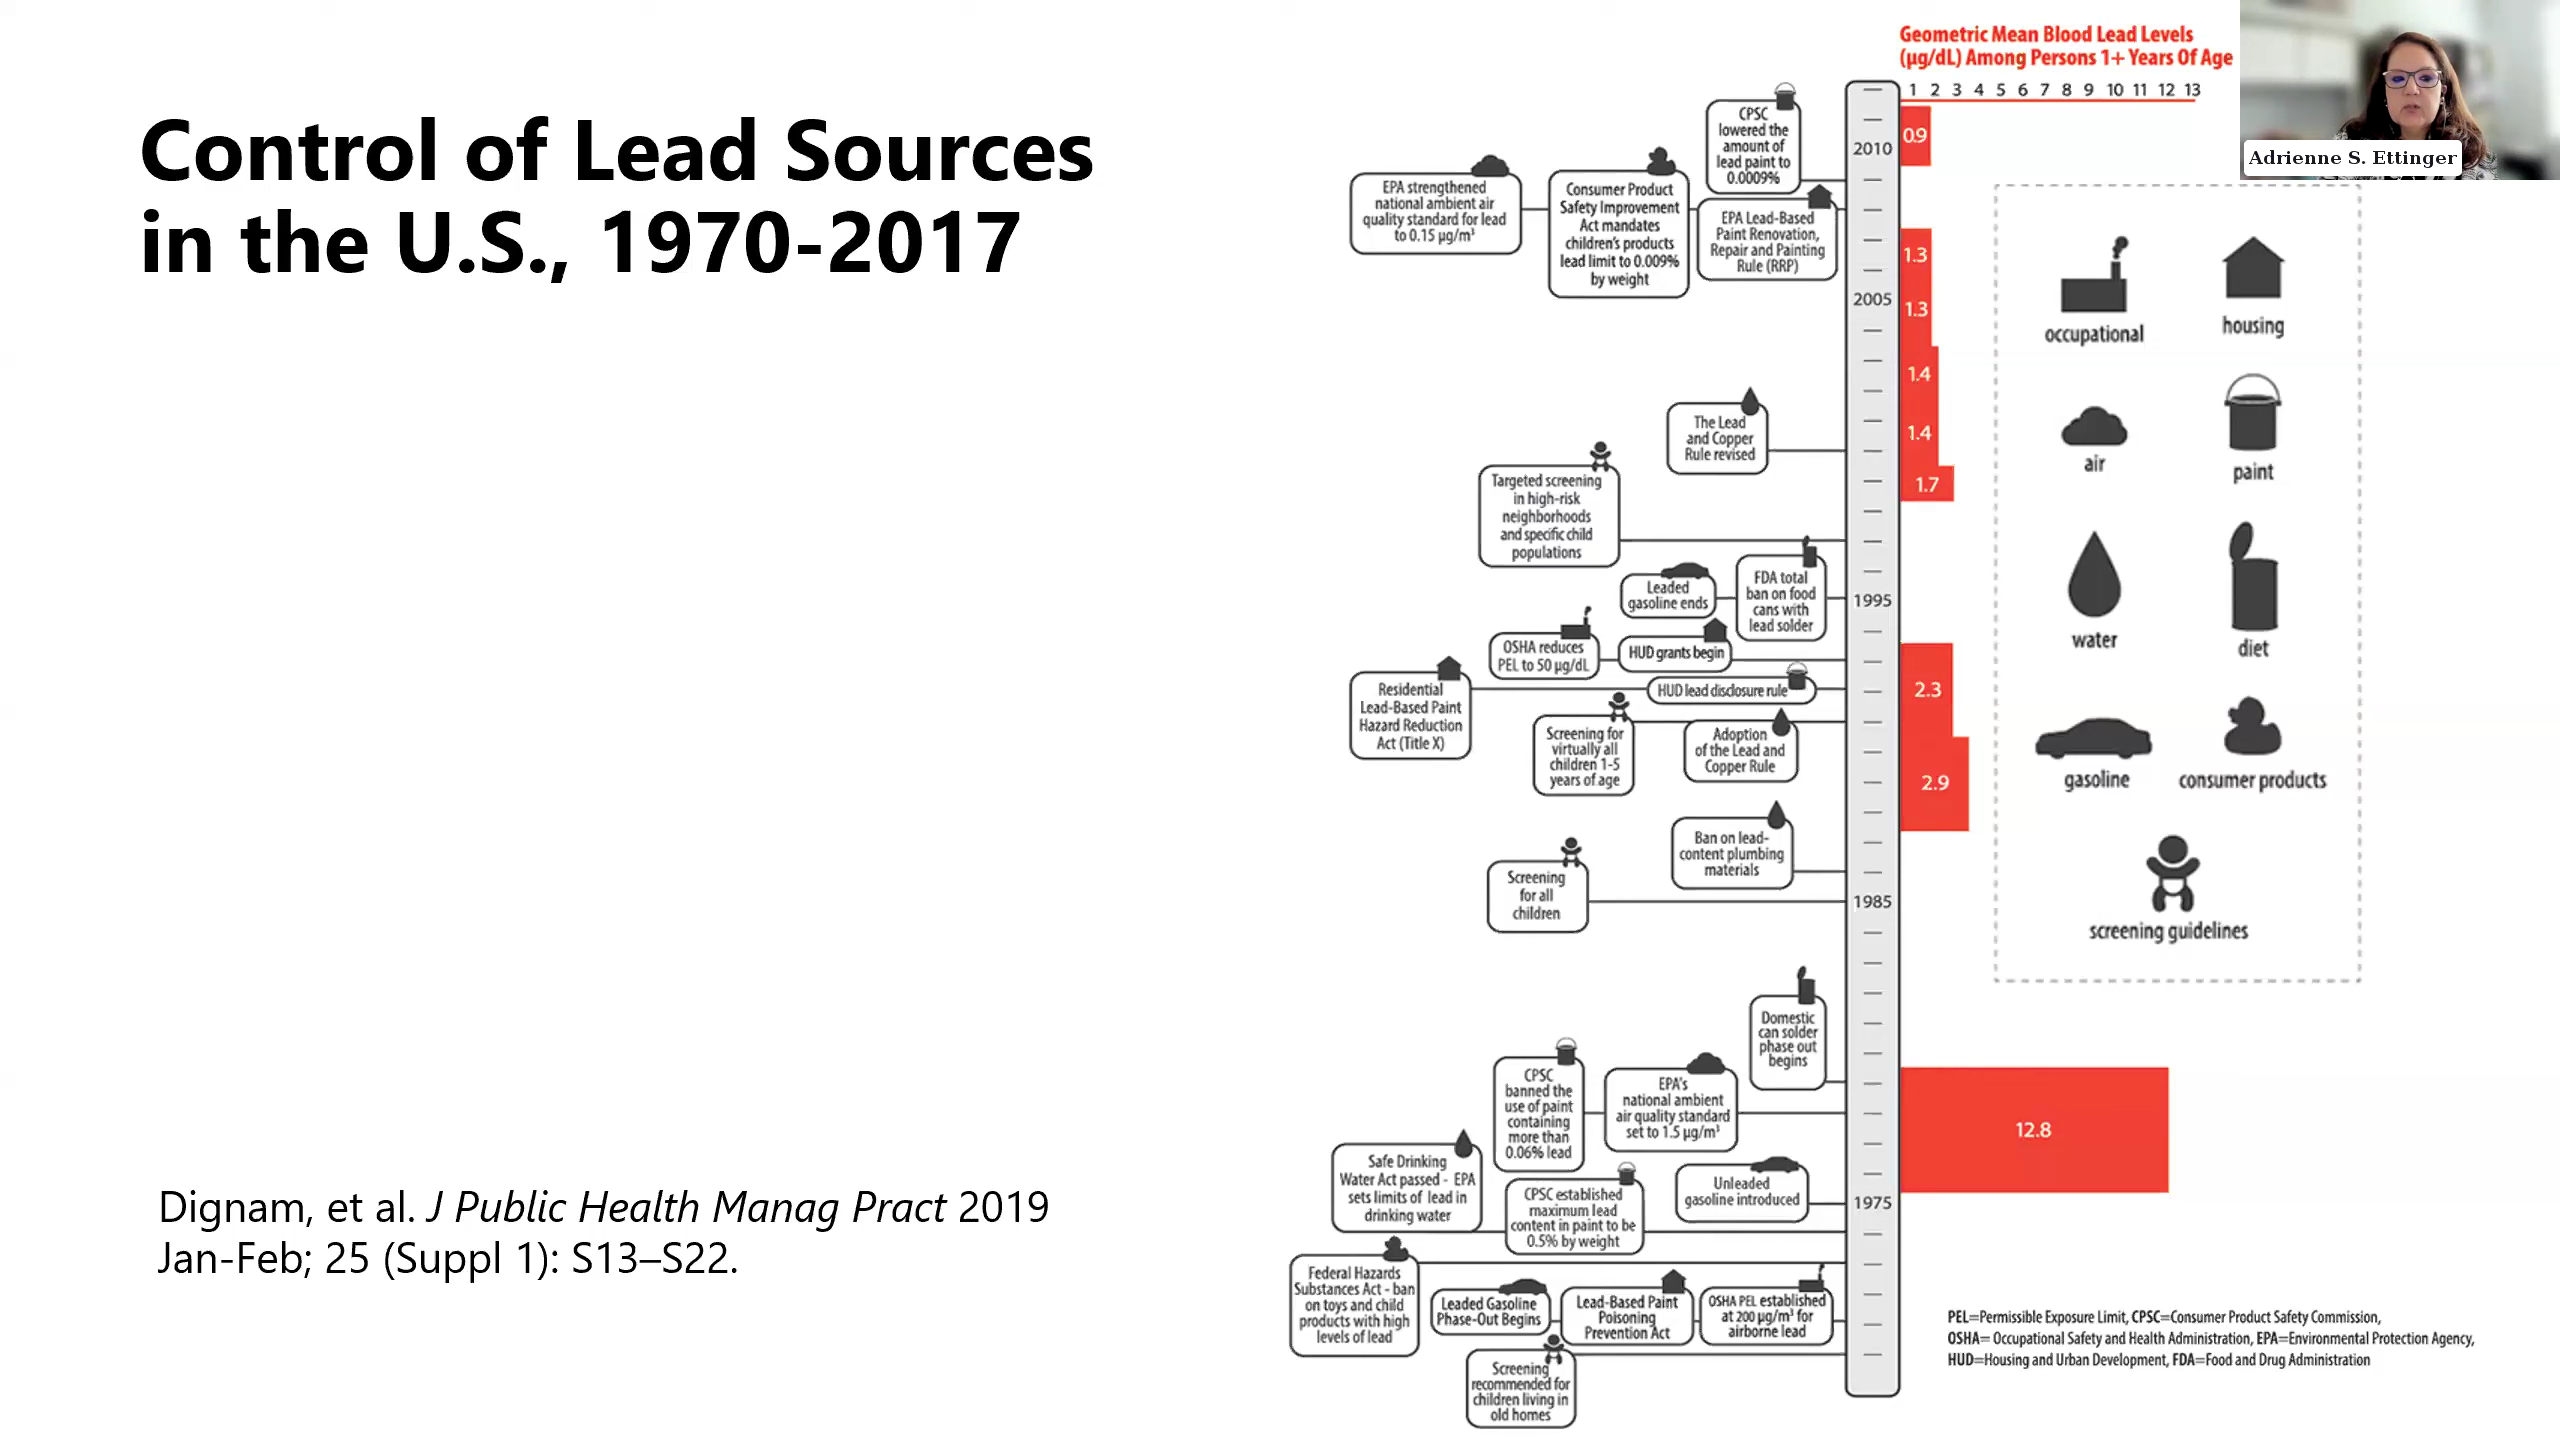 Control of Lead Sources
in the U.S., 1970-2017
Dignam, et al. J Public Health Manag Pract 2019
Jan-Feb; 25 (Suppl 1): S13–S22.
Geometric Mean Blood Lead Levels
(µg/dL) Among Persons 1+ Years Of Age
1 2 3 4 5 6 7 8 9 10 11 12 13
Adrienne S. Ettinger
CPSC
lowered the
amount of
lead paint to
0.0009%
EPA strengthened
national ambient air
quality standard for lead
to 0.15 µg/m³
Consumer Product
Safety Improvement
Act mandates
children's products
lead limit to 0.009%
by weight
EPA Lead-Based
Paint Renovation,
Repair and Painting
Rule (RRP)
The Lead
and Copper
Rule revised
Targeted screening
in high-risk
neighborhoods
and specific child
populations
Leaded
gasoline ends
FDA total
ban on food
cans with
lead solder
OSHA reduces
PEL to 50 µg/dL
HUD grants begin
Residential
Lead-Based Paint
Hazard Reduction
Act (Title X)
HUD lead disclosure rule
Screening for
virtually all
children 1-5
years of age
Adoption
of the Lead and
Copper Rule
Ban on lead-
content plumbing
materials
Screening
for all
children
Domestic
can solder
phase out
begins
CPSC
banned the
use of paint
containing
more than
0.06% lead
EPA's
national ambient
air quality standard
set to 1.5 µg/m³
Safe Drinking
Water Act passed - EPA
sets limits of lead in
drinking water
CPSC established
maximum lead
content in paint to be
0.5% by weight
Unleaded
gasoline introduced
Federal Hazards
Substances Act - ban
on toys and child
products with high
levels of lead
Leaded Gasoline
Phase-Out Begins
Lead-Based Paint
Poisoning
Prevention Act
OSHA PEL established
at 200 µg/m³ for
airborne lead
Screening
recommended for
children living in
old homes
2010
2005
1995
1985
1975
0.9
1.3
1.3
1.4
1.4
1.7
2.3
2.9
12.8
occupational
housing
air
paint
water
diet
gasoline
consumer products
screening guidelines
PEL=Permissible Exposure Limit, CPSC=Consumer Product Safety Commission,
OSHA= Occupational Safety and Health Administration, EPA=Environmental Protection Agency,
HUD=Housing and Urban Development, FDA=Food and Drug Administration